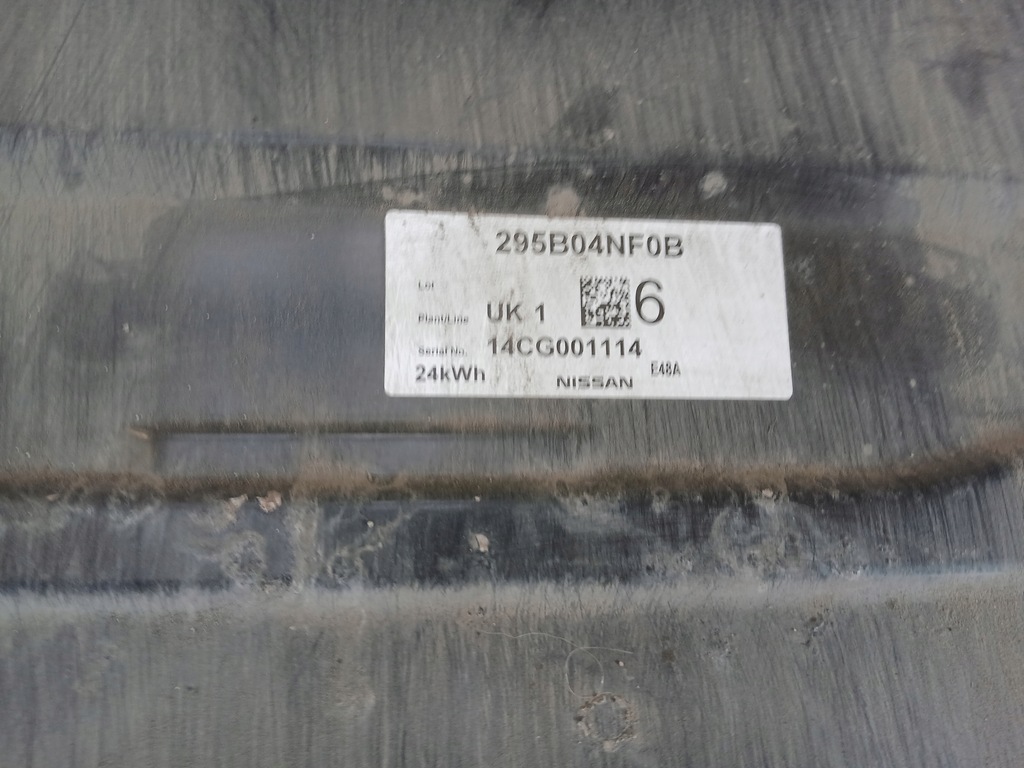 295B04NF0B
Lot
Plant/Line UK 1 6
Serial No. 14CG001114
24kWh NISSAN E48A